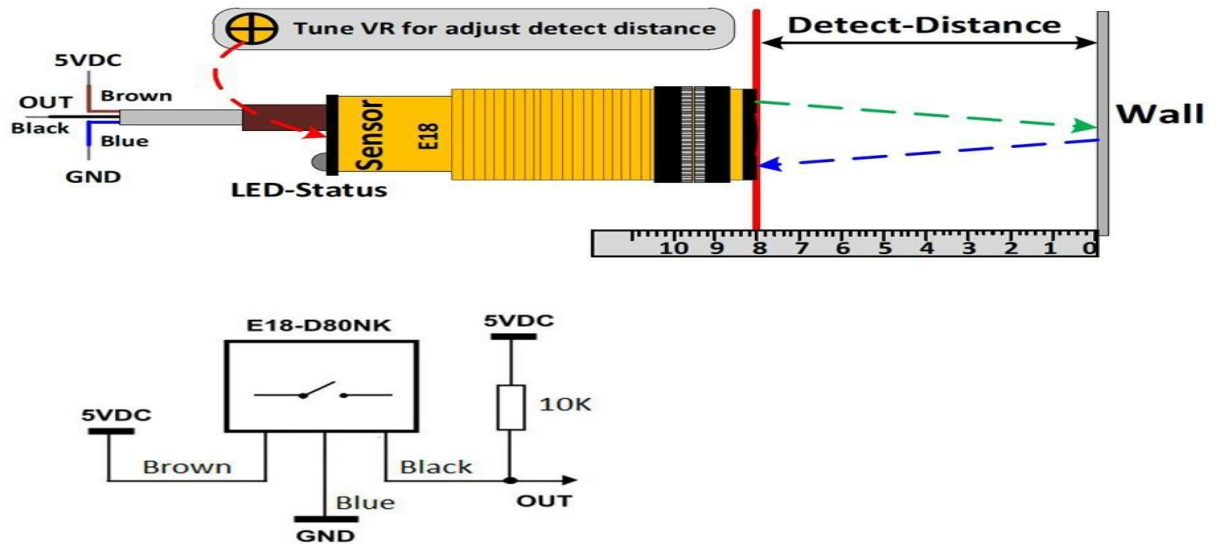 Tune VR for adjust detect distance
Detect-Distance
5VDC
Brown
OUT
Black
Blue
GND
Sensor
E18
LED-Status
Wall
10 9 8 7 6 5 4 3 2 1 0
E18-D80NK
5VDC
10K
5VDC
Brown
Black
Blue
OUT
GND